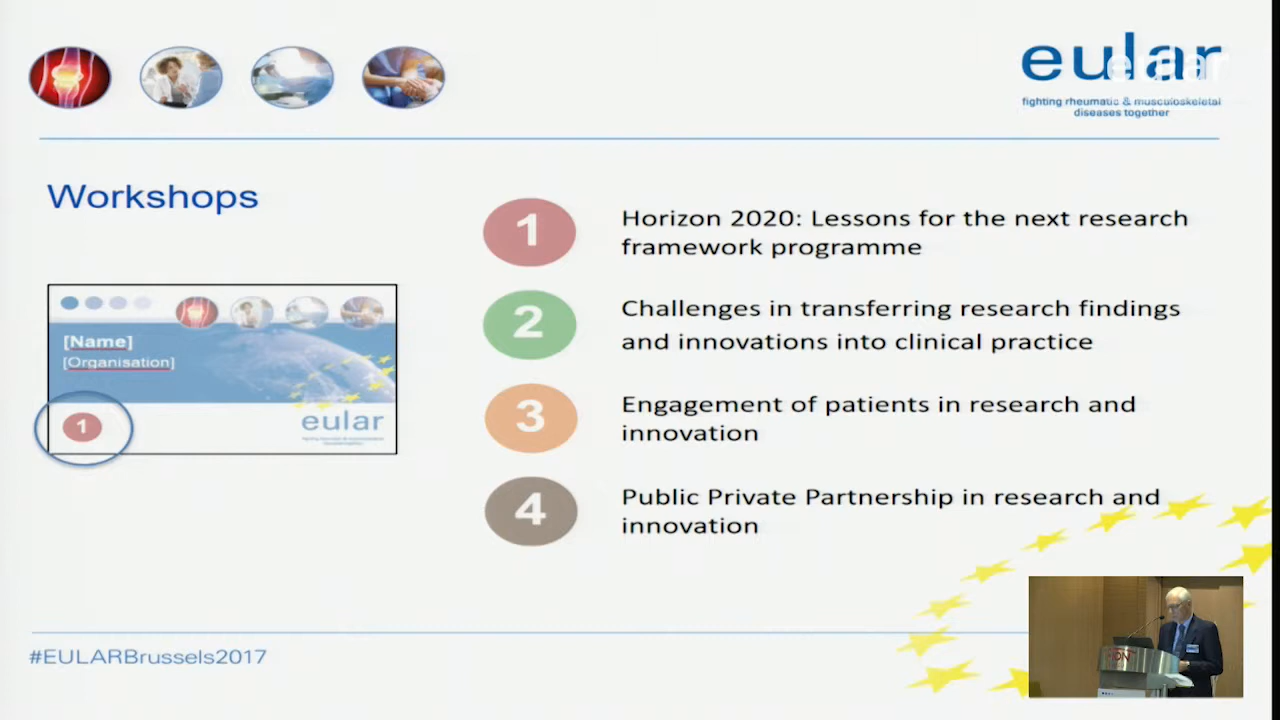 eular
eular
fighting rheumatic & musculoskeletal
diseases together
Workshops
1
Horizon 2020: Lessons for the next research
framework programme
2
Challenges in transferring research findings
and innovations into clinical practice
3
Engagement of patients in research and
innovation
4
Public Private Partnership in research and
innovation
[Name]
[Organisation]
1
eular
#EULARBrussels2017